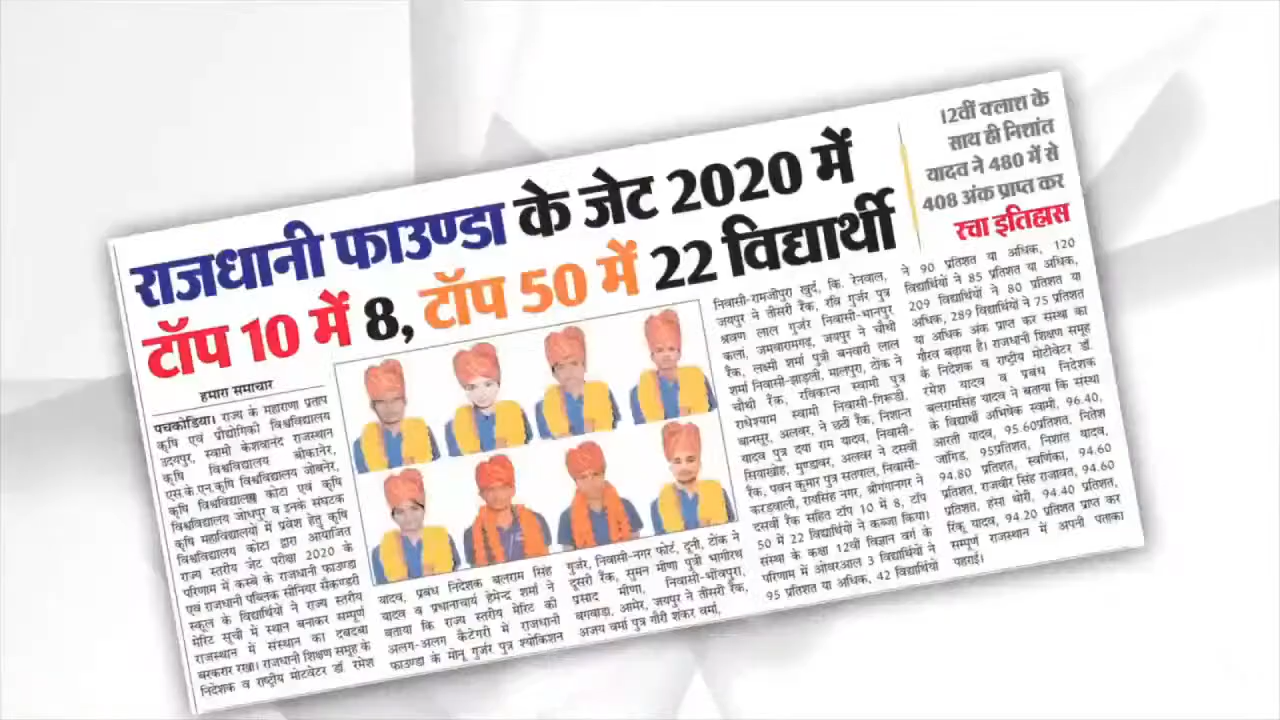 राजधानी फाउण्डा के जेट 2020 में
टॉप 10 में 8, टॉप 50 में 22 विद्यार्थी
12वीं क्लाश के
साथ ही निशांत
यादव ने 480 में से
408 अंक प्राप्त कर
रचा इतिहास
हमारा समाचार
पचकोडिया। राज्य के महाराणा प्रताप
कृषि एवं प्रौद्योगिकी विश्वविद्यालय
उदयपुर, स्वामी केशवानंद राजस्थान
कृषि विश्वविद्यालय बीकानेर,
एस.के.एन.कृषि विश्वविद्यालय जोबनेर,
कृषि विश्वविद्यालय कोटा एवं कृषि
विश्वविद्यालय जोधपुर व इनके संघटक
कृषि महाविद्यालयों में प्रवेश हेतु कृषि
विश्वविद्यालय कोटा द्वारा आयोजित
राज्य स्तरीय जेट परीक्षा 2020 के
परिणाम में कस्बे के राजधानी फाउण्डा
एवं राजधानी पब्लिक सीनियर सैकण्डरी
स्कूल के विद्यार्थियों ने राज्य स्तरीय
मेरिट सूची में स्थान बनाकर सम्पूर्ण
राजस्थान में संस्थान का दबदबा
बरकरार रखा। राजधानी शिक्षण समूह के
निदेशक व राष्ट्रीय मोटवेटर डॉ. रमेश
यादव, प्रबंध निदेशक बलराम सिंह
यादव व प्रधानाचार्य हेमेन्द्र शर्मा ने
बताया कि राज्य स्तरीय मेरिट की
अलग-अलग कैटेगरी में राजधानी
फाउण्डा के मोनू गुर्जर पुत्र श्योकिशन
गुर्जर, निवासी-नगर फोर्ट, दूनी, टोंक ने
दूसरी रैंक, सुमन मीणा पुत्री भागीरथ
प्रसाद मीणा, निवासी-भोंवपुरा,
बगवाडा, आमेर, जयपुर ने तीसरी रैंक,
अजय वर्मा पुत्र गौरी शंकर वर्मा,
निवासी-रामजीपुरा खुर्द, कि. रेनवाल,
जयपुर ने तीसरी रैंक, रवि गुर्जर पुत्र
श्रवण लाल गुर्जर निवासी-भानपुर
कला, जमवारामगढ़, जयपुर ने चौथी
रैंक, लक्ष्मी शर्मा पुत्री बनवारी लाल
शर्मा निवासी-झाड़ली, मालपुरा, टोंक ने
चौथी रैंक, रविकान्त स्वामी पुत्र
राधेश्याम स्वामी निवासी-गिरूडी,
बानसूर, अलवर, ने छटी रैंक, निशान्त
यादव पुत्र दया राम यादव, निवासी-
सियाखोह, मुण्डावर, अलवर ने दसवीं
रैंक, पवन कुमार पुत्र सतपाल, निवासी-
करड़वाली, रायसिंह नगर, श्रीगंगानगर ने
दसवीं रैंक सहित टॉप 10 में 8, टॉप
50 में 22 विद्यार्थियों ने कब्जा किया।
संस्था के कक्षा 12वीं विज्ञान वर्ग के
परिणाम में ओवरआल 3 विद्यार्थियों ने
95 प्रतिशत या अधिक, 42 विद्यार्थियों
ने 90 प्रतिशत या अधिक, 120
विद्यार्थियों ने 85 प्रतिशत या अधिक,
209 विद्यार्थियों ने 80 प्रतिशत या
अधिक, 289 विद्यार्थियों ने 75 प्रतिशत
या अधिक अंक प्राप्त कर संस्था का
गौरव बढ़ाया है। राजधानी शिक्षण समूह
के निदेशक व राष्ट्रीय मोटीवेटर डॉ.
रमेश यादव व प्रबंध निदेशक
बलरामसिंह यादव ने बताया कि संस्था
के विद्यार्थी अभिषेक स्वामी, 96.40,
आरती यादव, 95.60प्रतिशत, नितेश
जांगिड, 95प्रतिशत, निशांत यादव,
94.80 प्रतिशत, स्वर्णिका, 94.60
प्रतिशत, राजवीर सिंह राजावत, 94.60
प्रतिशत, हंसा धोरी, 94.40 प्रतिशत,
रिंकू यादव, 94.20 प्रतिशत प्राप्त कर
सम्पूर्ण राजस्थान में अपनी पताका
फहराई।